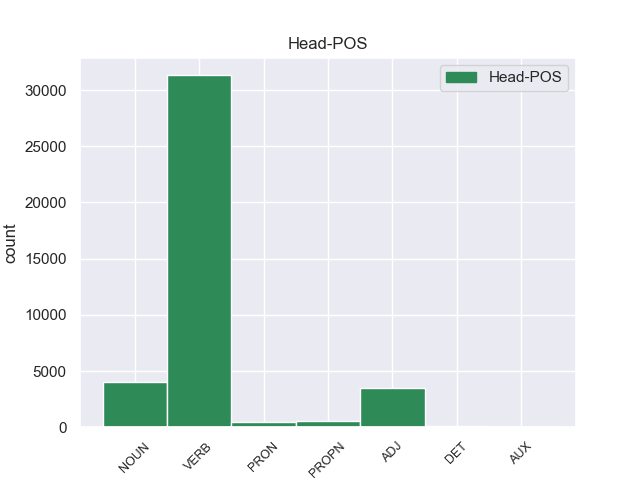 Head-POS
Head-POS
30000
25000
20000
15000
10000
5000
0
count
NOUN VERB PRON PROPN ADJ DET AUX